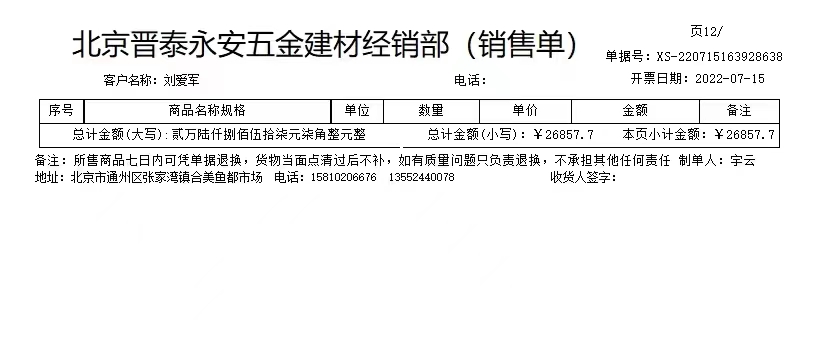 页12/
北京晋泰永安五金建材经销部（销售单）
单据号：XS-220715163928638
客户名称：刘爱军 电话： 开票日期：2022-07-15
序号 商品名称规格 单位 数量 单价 金额 备注
总计金额(大写)：贰万陆仟捌佰伍拾柒元柒角整元整 总计金额(小写)：￥26857.7 本页小计金额：￥26857.7
备注：所售商品七日内可凭单据退换，货物当面点清过后不补，如有质量问题只负责退换，不承担其他任何责任 制单人：宇云
地址：北京市通州区张家湾镇合美鱼都市场 电话：15810206676 13552440078 收货人签字：